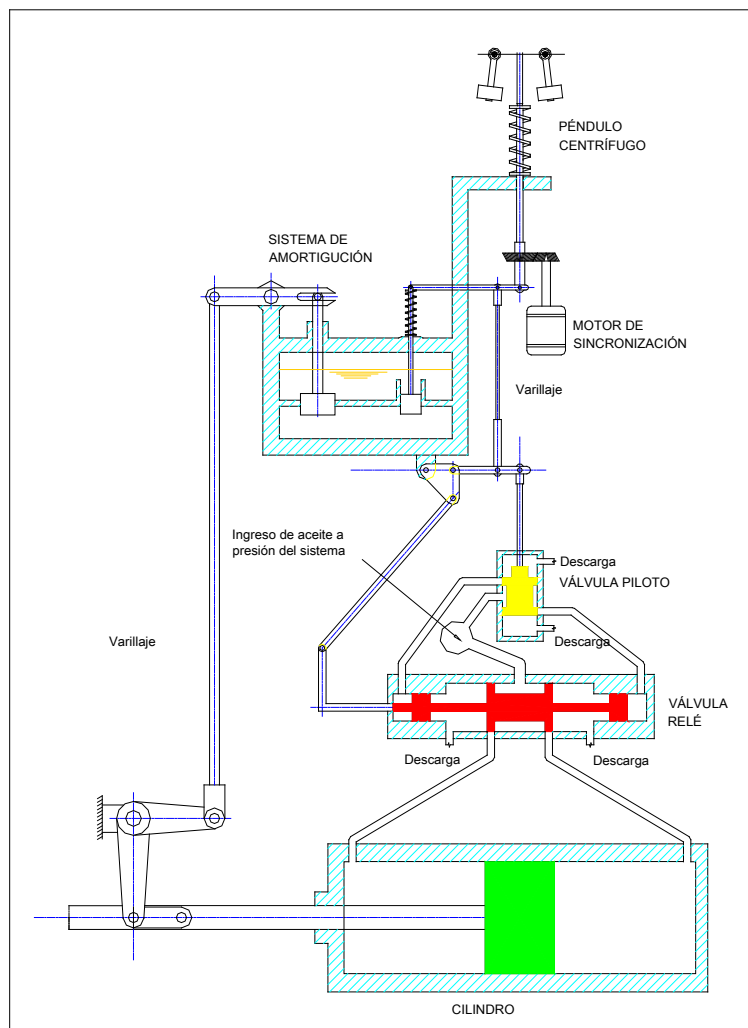 PÉNDULO
CENTRÍFUGO
SISTEMA DE
AMORTIGUCIÓN
MOTOR DE
SINCRONIZACIÓN
Varillaje
Ingreso de aceite a
presión del sistema
Descarga
VÁLVULA PILOTO
Descarga
Varillaje
VÁLVULA
RELÉ
Descarga
Descarga
CILINDRO